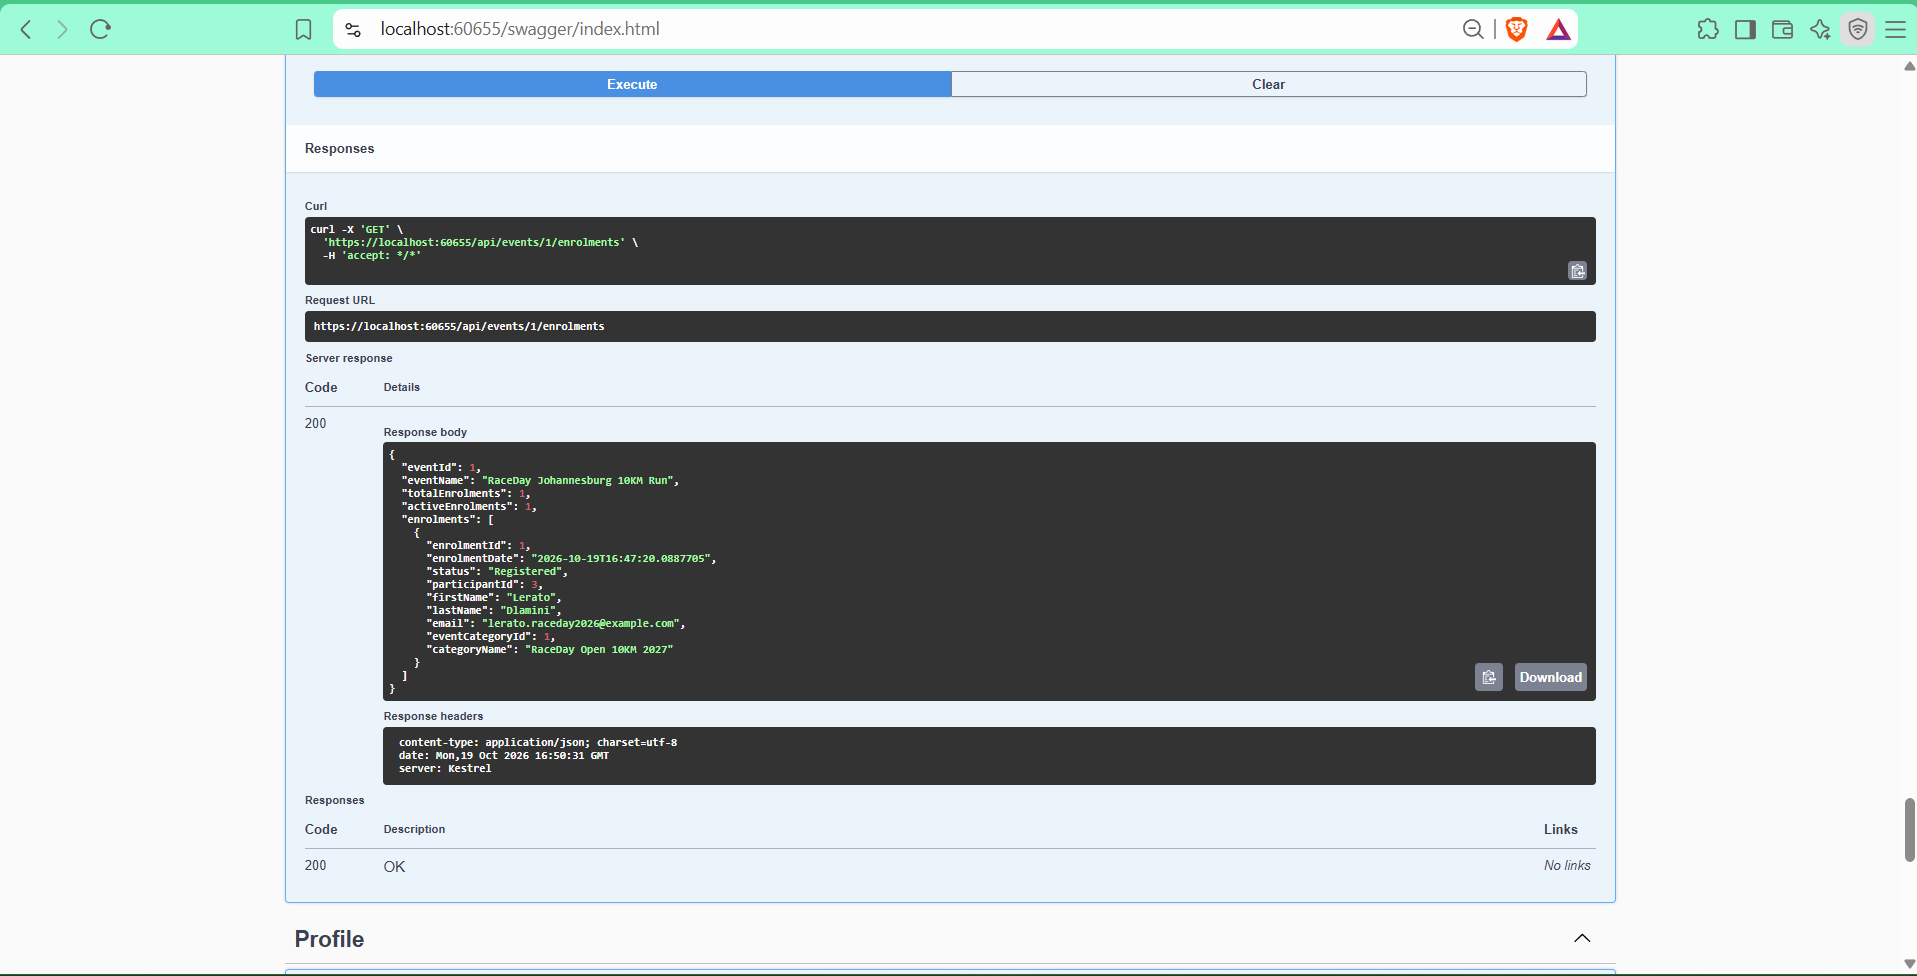 localhost:60655/swagger/index.html
Execute
Clear
Responses
Curl
curl -X 'GET' \
'https://localhost:60655/api/events/1/enrolments' \
-H 'accept: */*'
Request URL
https://localhost:60655/api/events/1/enrolments
Server response
Code Details
200
Response body
{
"eventId": 1,
"eventName": "RaceDay Johannesburg 10KM Run",
"totalEnrolments": 1,
"activeEnrolments": 1,
"enrolments": [
{
"enrolmentId": 1,
"enrolmentDate": "2026-10-19T16:47:20.0887705",
"status": "Registered",
"participantId": 3,
"firstName": "Lerato",
"lastName": "Dlamini",
"email": "lerato.raceday2026@example.com",
"eventCategoryId": 1,
"categoryName": "RaceDay Open 10KM 2027"
}
]
}
Download
Response headers
content-type: application/json; charset=utf-8
date: Mon,19 Oct 2026 16:50:31 GMT
server: Kestrel
Responses
Code Description Links
200 OK No links
Profile